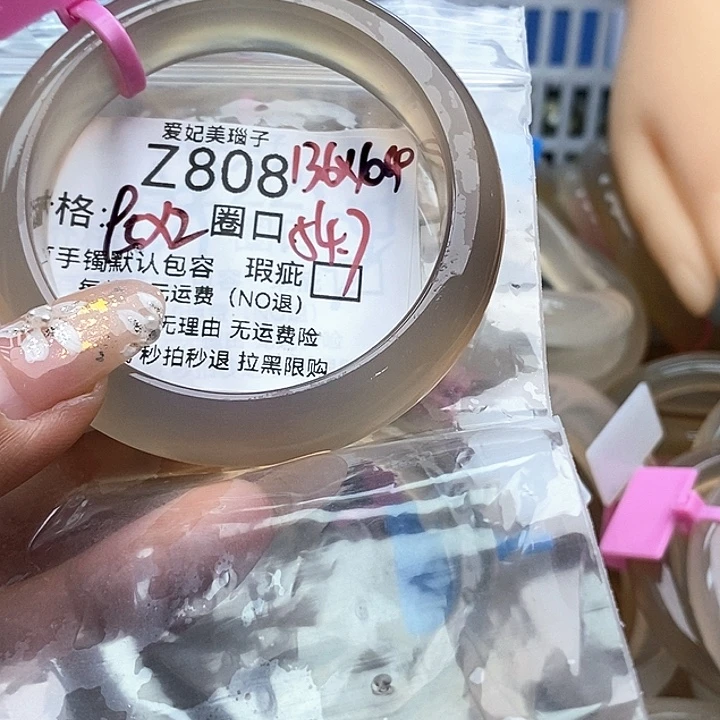 爱妃美瑙子
Z808
格: 圈口 54.7
手镯默认包容 瑕疵
运费（NO退）
无理由 无运费险
秒拍秒退 拉黑限购